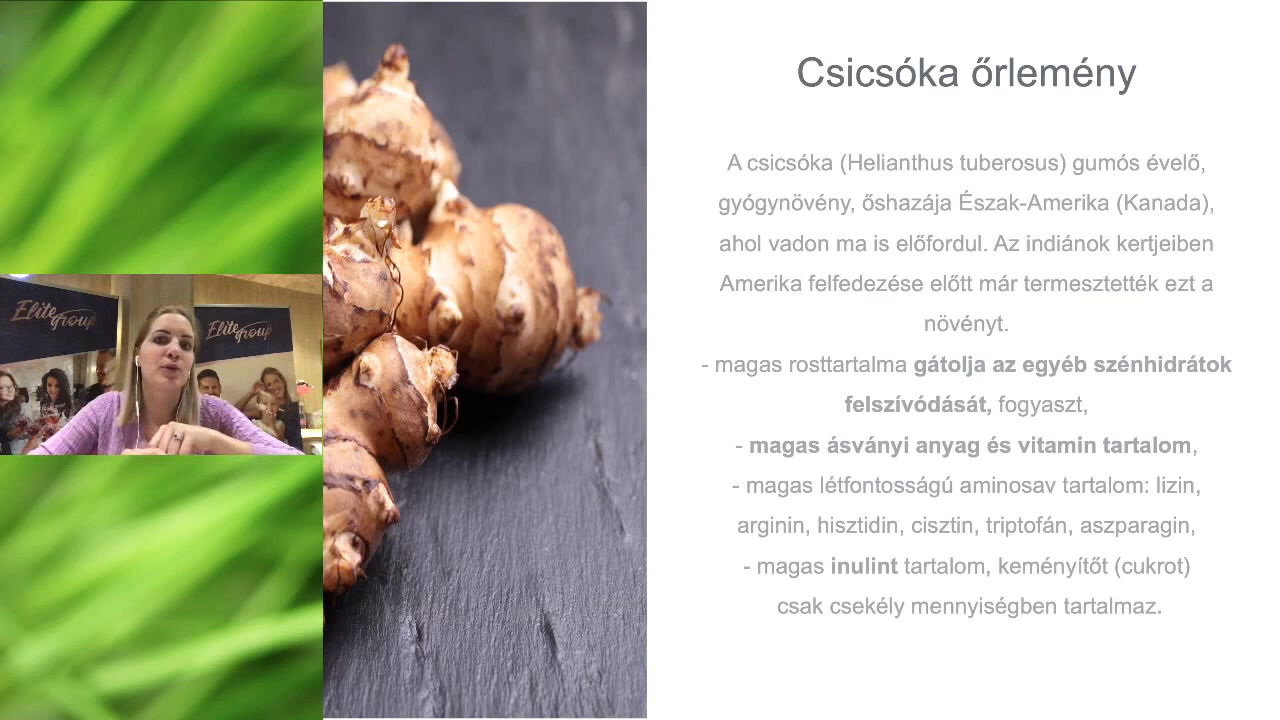 Csicsóka őrlemény
A csicsóka (Helianthus tuberosus) gumós évelő,
gyógynövény, őshazája Észak-Amerika (Kanada),
ahol vadon ma is előfordul. Az indiánok kertjeiben
Amerika felfedezése előtt már termesztették ezt a
növényt.
- magas rosttartalma gátolja az egyéb szénhidrátok
felszívódását, fogyaszt,
- magas ásványi anyag és vitamin tartalom,
- magas létfontosságú aminosav tartalom: lizin,
arginin, hisztidin, cisztin, triptofán, aszparagin,
- magas inulint tartalom, keményítőt (cukrot)
csak csekély mennyiségben tartalmaz.
Elite
group
Elite
group